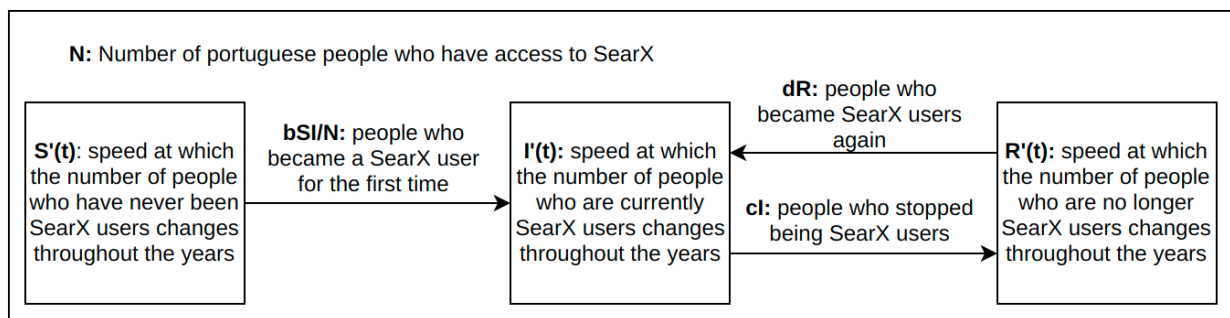 N: Number of portuguese people who have access to SearX
S'(t): speed at which
the number of people
who have never been
SearX users changes
throughout the years
bSI/N: people who
became a SearX user
for the first time
I'(t): speed at which
the number of people
who are currently
SearX users changes
throughout the years
dR: people who
became SearX users
again
cI: people who stopped
being SearX users
R'(t): speed at which
the number of people
who are no longer
SearX users changes
throughout the years